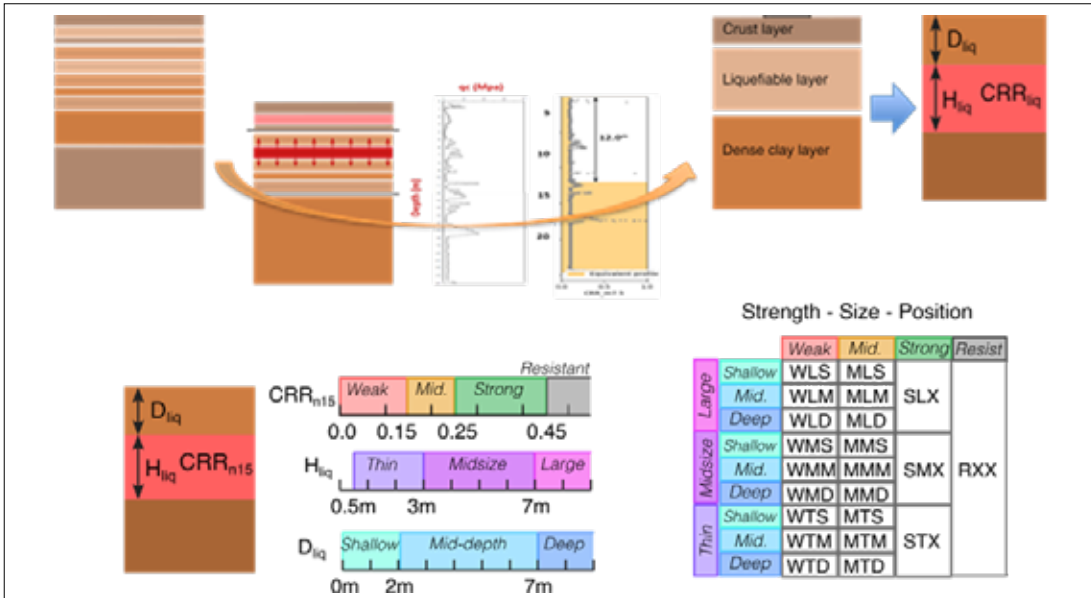 qc (Mpa)
Depth (m)
5
10
15
20
12.0m
Equivalent profile
0.0 0.5 1.0
CRR_m7.5
Crust layer
Liquefiable layer
Dense clay layer
Dliq
Hliq CRRliq
Dliq
Hliq CRRn15
Resistant
CRRn15 Weak Mid. Strong
0.0 0.15 0.25 0.45
Hliq Thin Midsize Large
0.5m 3m 7m
Dliq Shallow Mid-depth Deep
0m 2m 7m
Strength - Size - Position
Weak Mid. Strong Resist
Large Shallow WLS MLS SLX RXX
Mid. WLM MLM
Deep WLD MLD
Midsize Shallow WMS MMS SMX
Mid. WMM MMM
Deep WMD MMD
Thin Shallow WTS MTS STX
Mid. WTM MTM
Deep WTD MTD